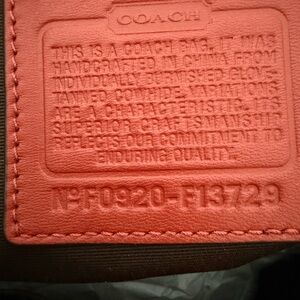 COACH
THIS IS A COACH BAG. IT WAS
HANDCRAFTED IN CHINA FROM
INDIVIDUALLY BURNISHED GLOVE-
TANNED COWHIDE. VARIATIONS
ARE A CHARACTERISTIC. ITS
SUPERIOR CRAFTSMANSHIP
REFLECTS OUR COMMITMENT TO
ENDURING QUALITY.
NºF0920-F13729